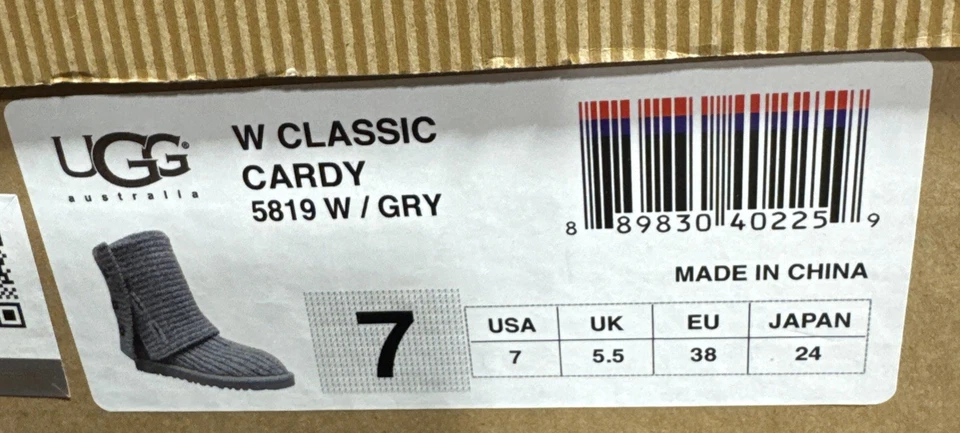 UGG®
australia
W CLASSIC
CARDY
5819 W / GRY
8 89830 40225 9
MADE IN CHINA
7
USA UK EU JAPAN
7 5.5 38 24